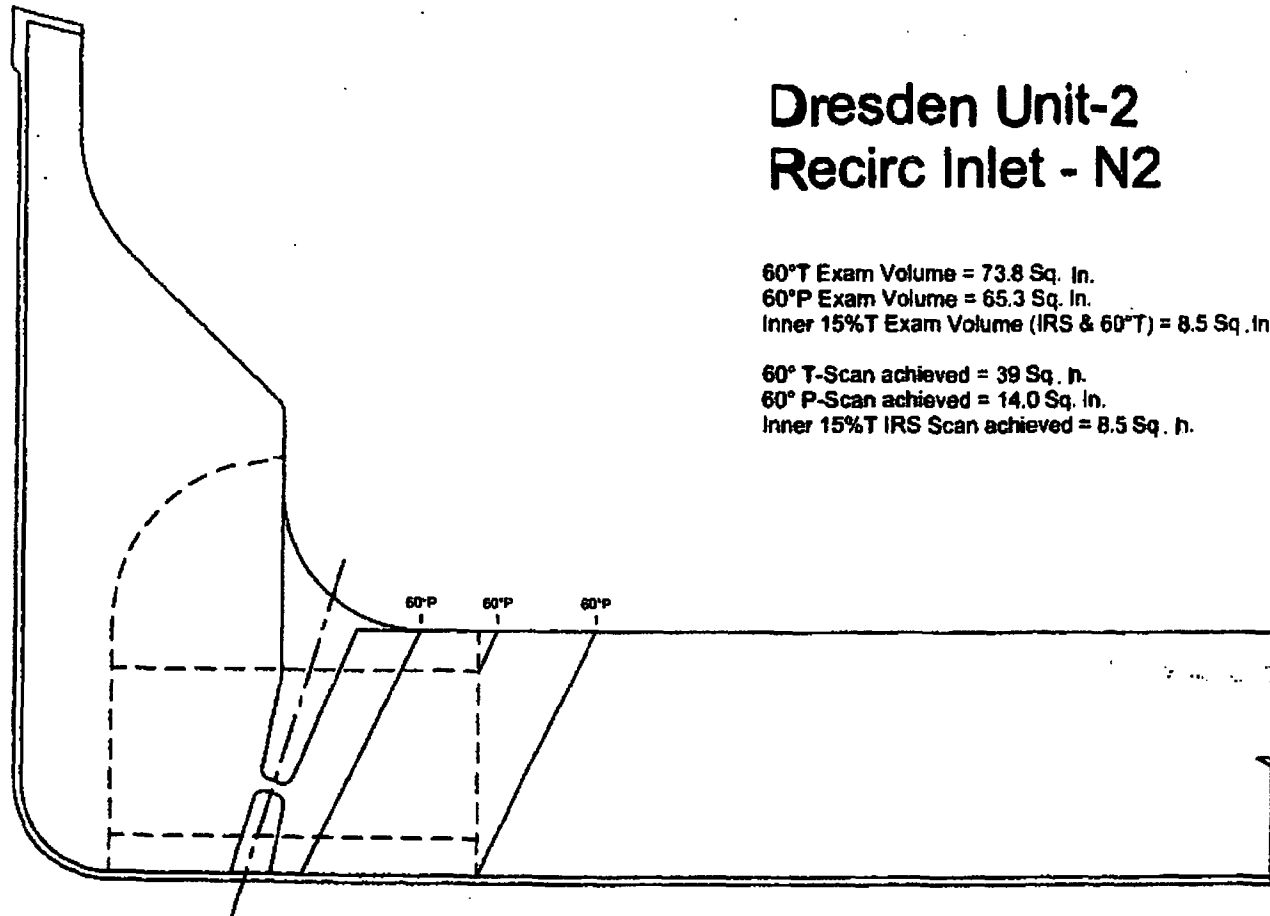 Dresden Unit-2
Recirc Inlet - N2
60°T Exam Volume = 73.8 Sq. In.
60°P Exam Volume = 65.3 Sq. In.
Inner 15%T Exam Volume (IRS & 60°T) = 8.5 Sq.In
60° T-Scan achieved = 39 Sq. In.
60° P-Scan achieved = 14.0 Sq. In.
Inner 15%T IRS Scan achieved = 8.5 Sq. In.
60°P 60°P 60°P